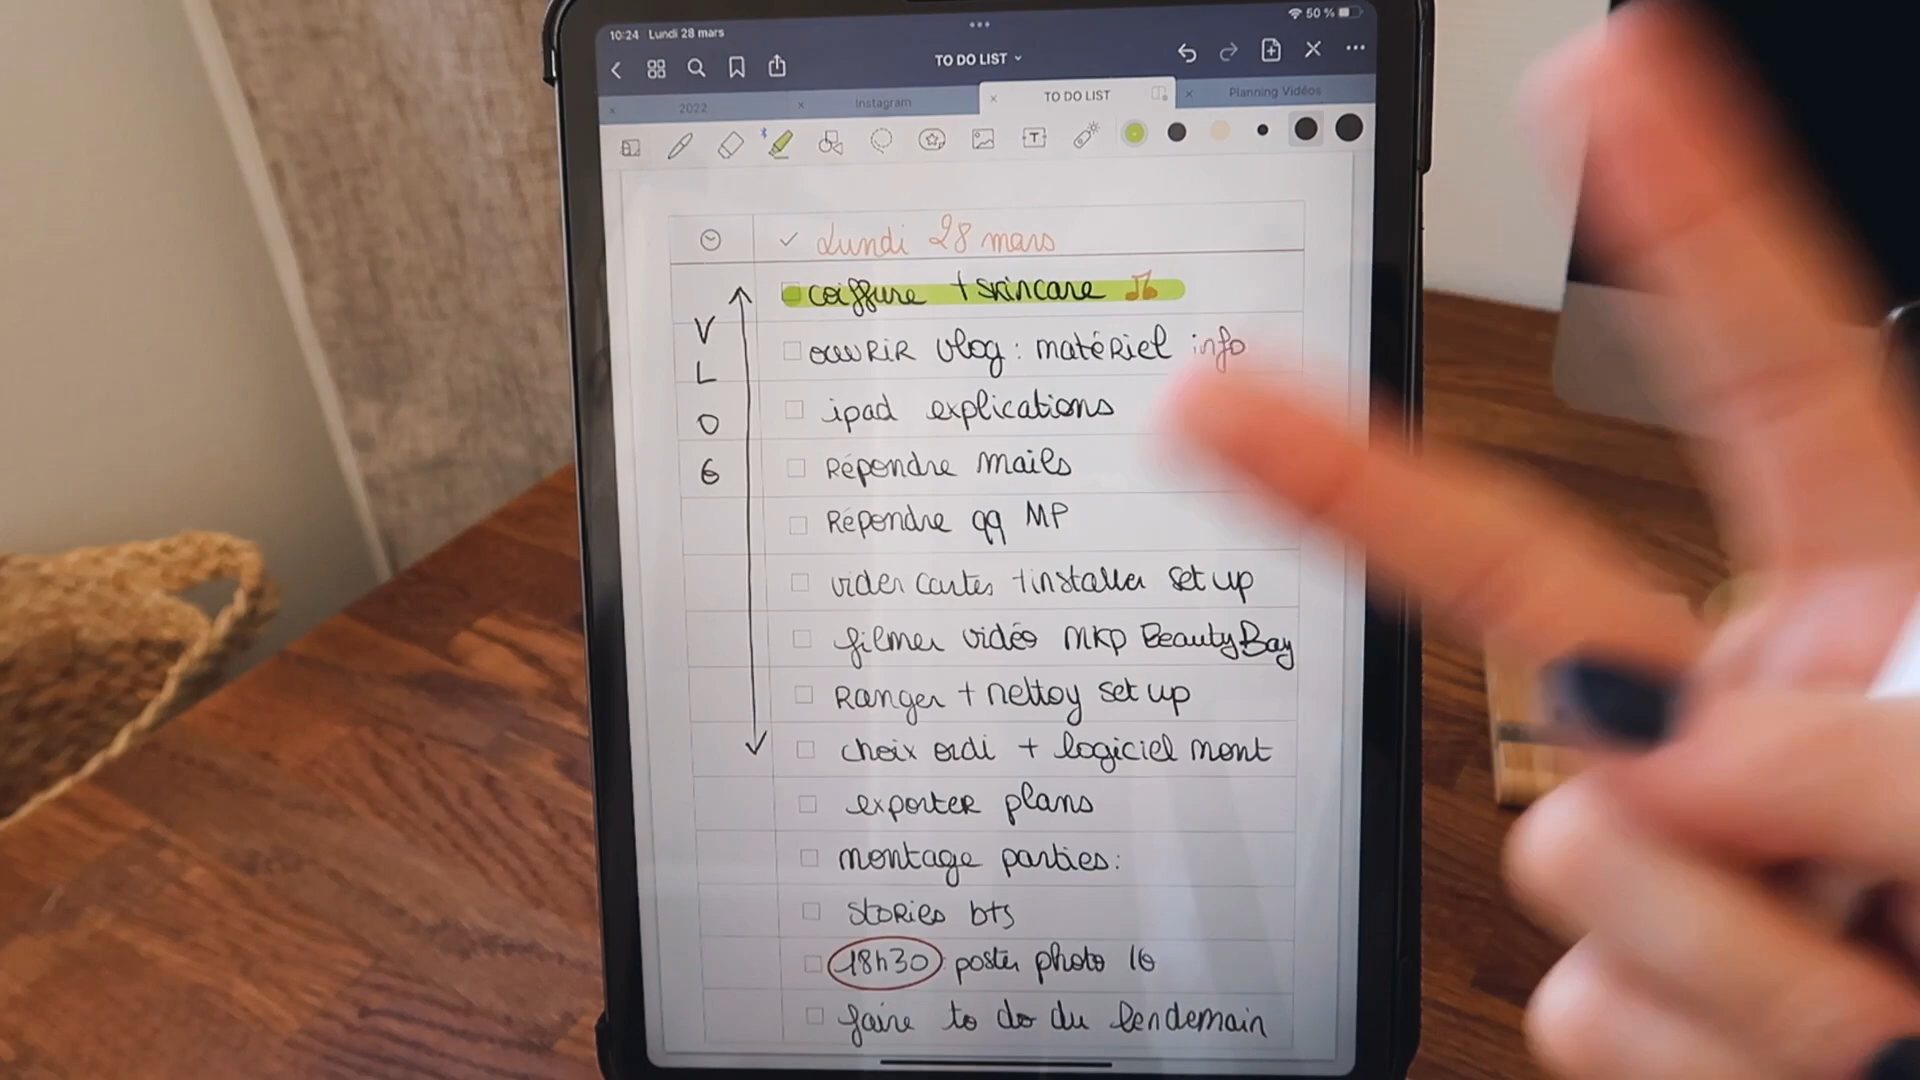 10:24 Lundi 28 mars
50 %
TO DO LIST
2022
Instagram
TO DO LIST
Planning Vidéos
T
Lundi 28 mars
coiffure + skincare
VLOG
ouvrir vlog : matériel info
ipad explications
Répondre mails
Répondre qq MP
vider cartes + installer set up
filmer vidéo MKP BeautyBay
Ranger + nettoy set up
choix ordi + logiciel mont
exporter plans
montage parties:
stories bts
18h30 poster photo IG
faire to do du lendemain